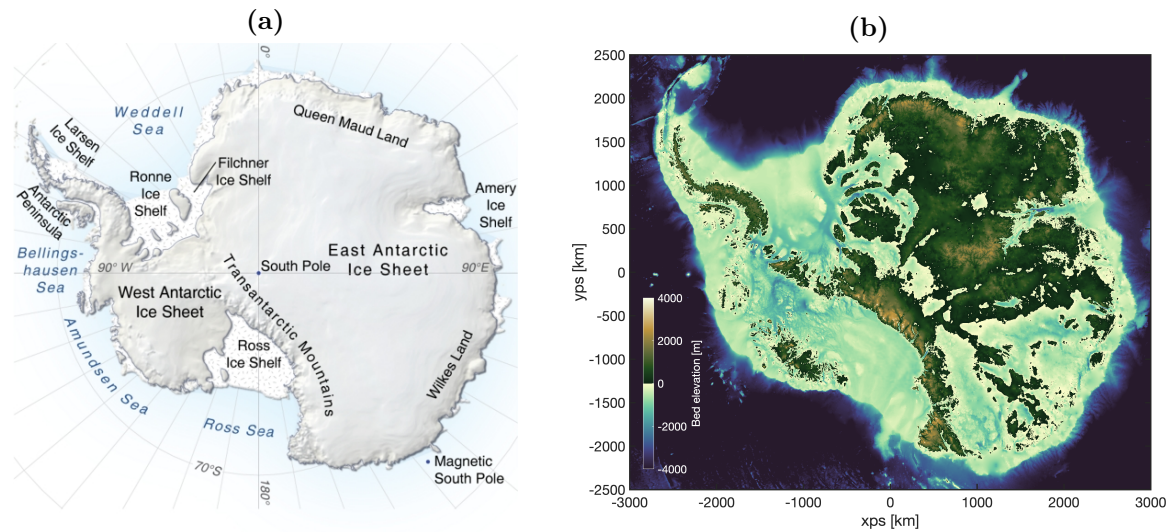 (a)
0°
Weddell
Sea
Queen Maud Land
Larsen
Ice Shelf
Filchner
Ice Shelf
Ronne
Ice
Shelf
Antarctic
Peninsula
Amery
Ice
Shelf
Bellings-
hausen
Sea
90° W
East Antarctic
Ice Sheet
90°E
South Pole
Transantarctic Mountains
West Antarctic
Ice Sheet
Ross
Ice Shelf
Amundsen Sea
Wilkes Land
Ross Sea
70°S
180°
Magnetic
South Pole
(b)
2500
2000
1500
1000
500
0
-500
-1000
-1500
-2000
-2500
yps [km]
4000
2000
0
-2000
-4000
Bed elevation [m]
-3000
-2000
-1000
0
1000
2000
3000
xps [km]